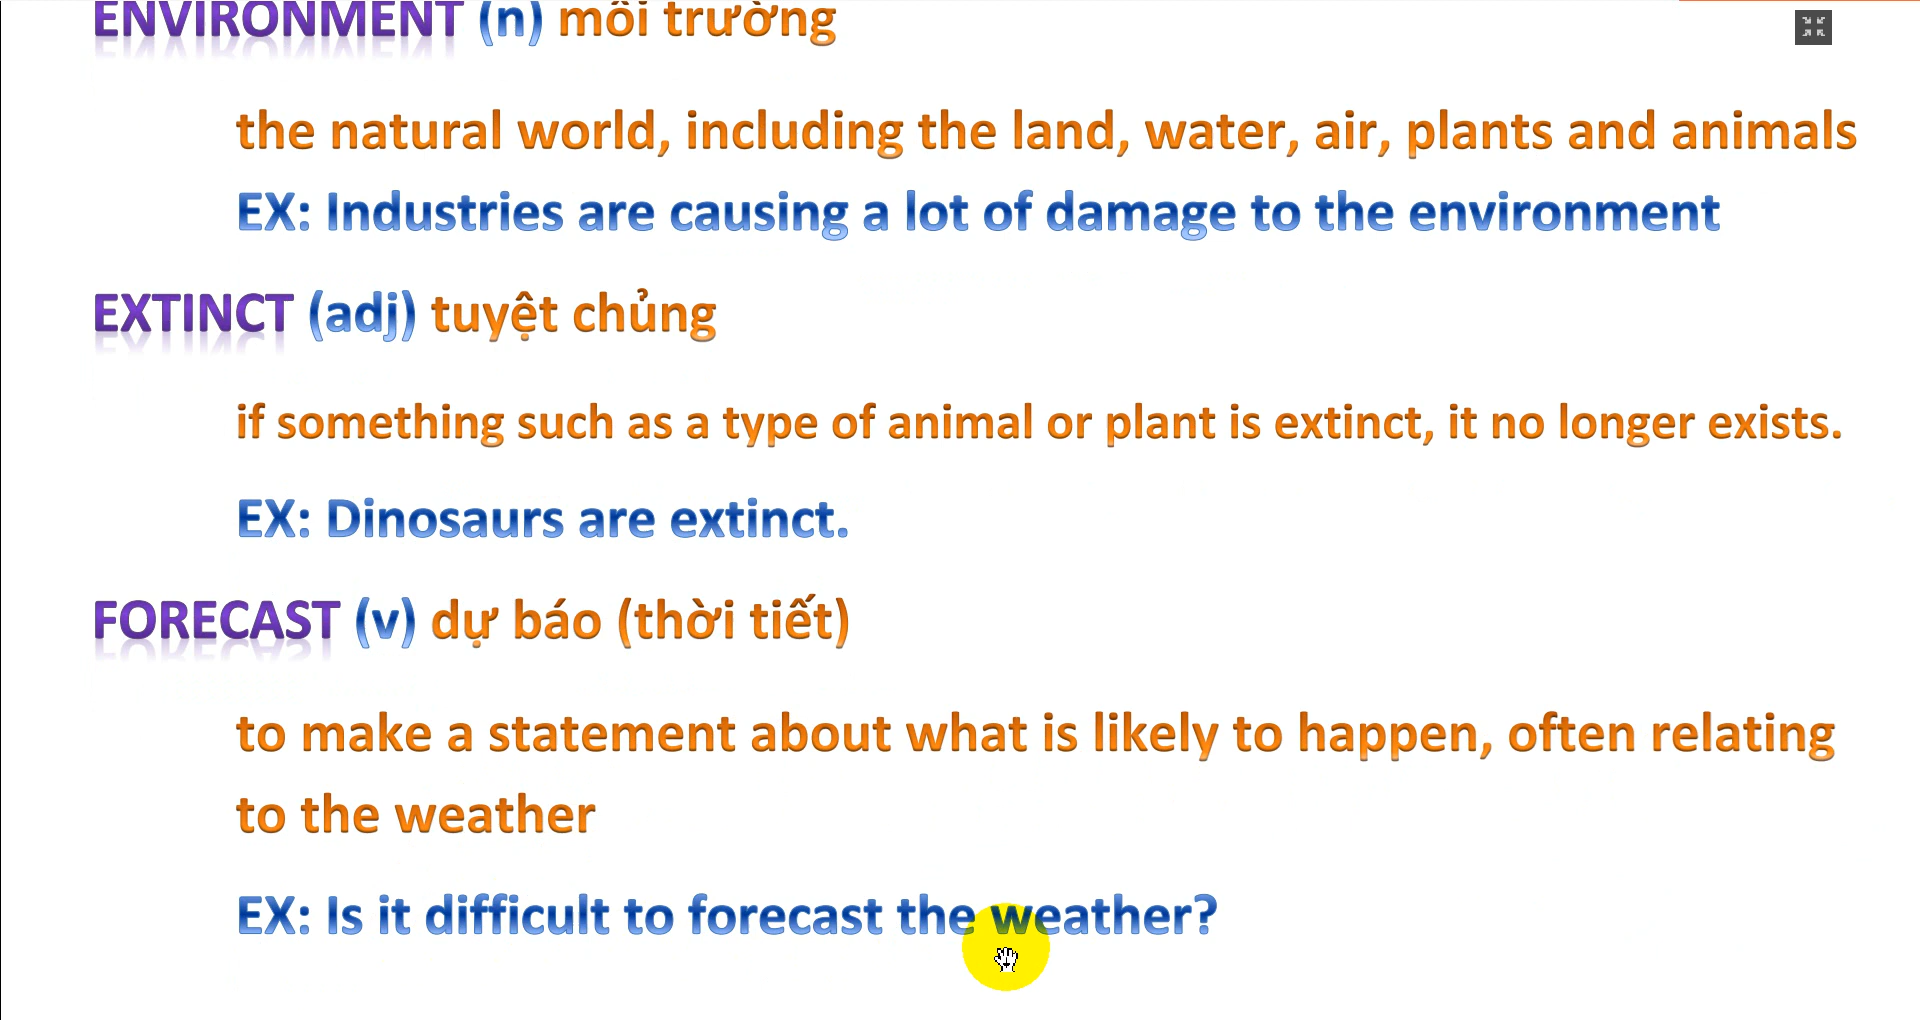 ENVIRONMENT (n) môi trường
the natural world, including the land, water, air, plants and animals
EX: Industries are causing a lot of damage to the environment
EXTINCT (adj) tuyệt chủng
if something such as a type of animal or plant is extinct, it no longer exists.
EX: Dinosaurs are extinct.
FORECAST (v) dự báo (thời tiết)
to make a statement about what is likely to happen, often relating
to the weather
EX: Is it difficult to forecast the weather?